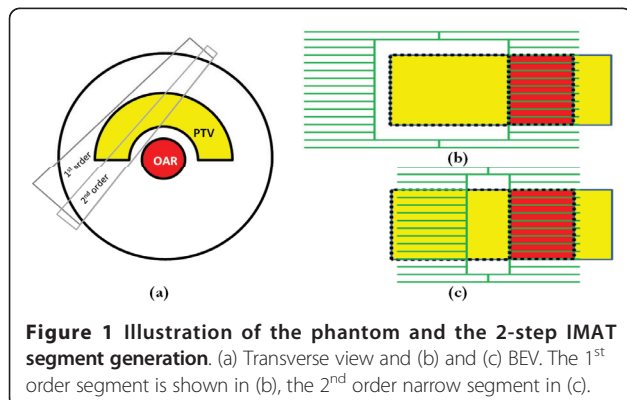 PTV
OAR
1st order
2nd order
(a)
(b)
(c)
Figure 1 Illustration of the phantom and the 2-step IMAT
segment generation. (a) Transverse view and (b) and (c) BEV. The 1st
order segment is shown in (b), the 2nd order narrow segment in (c).